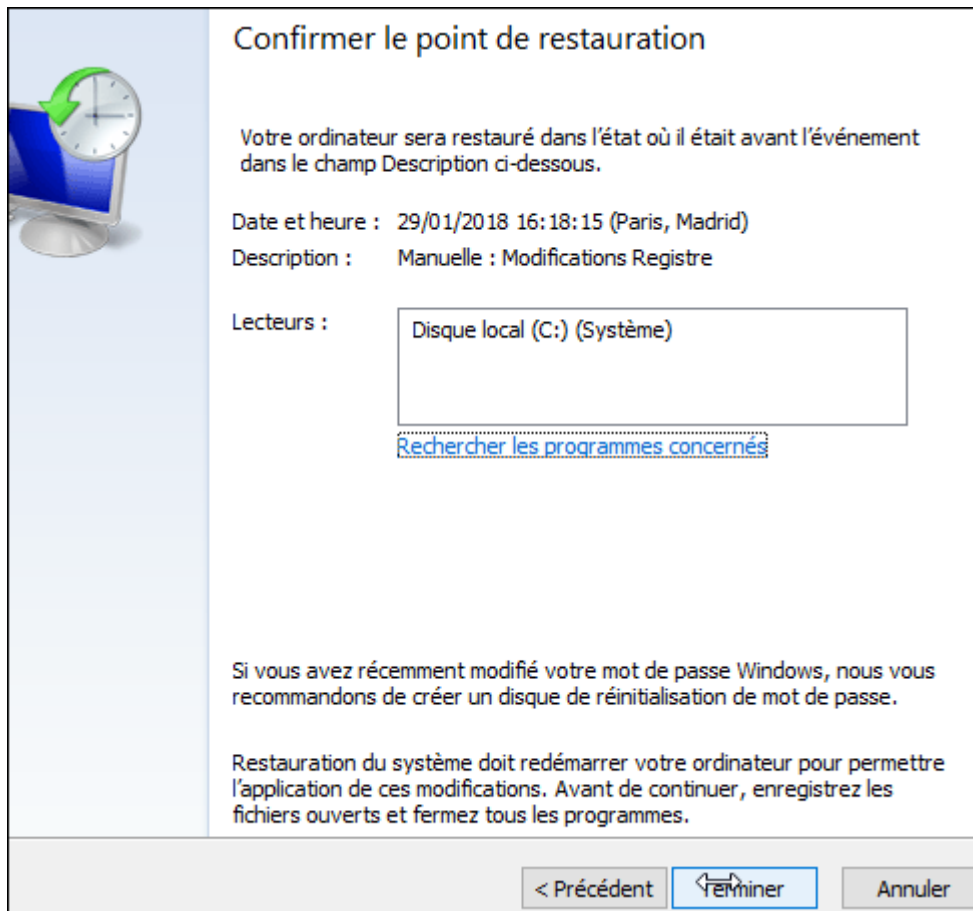 Confirmer le point de restauration
Votre ordinateur sera restauré dans l'état où il était avant l'événement
dans le champ Description ci-dessous.
Date et heure : 29/01/2018 16:18:15 (Paris, Madrid)
Description : Manuelle : Modifications Registre
Lecteurs : Disque local (C:) (Système)
Rechercher les programmes concernés
Si vous avez récemment modifié votre mot de passe Windows, nous vous
recommandons de créer un disque de réinitialisation de mot de passe.
Restauration du système doit redémarrer votre ordinateur pour permettre
l'application de ces modifications. Avant de continuer, enregistrez les
fichiers ouverts et fermez tous les programmes.
< Précédent Terminer Annuler